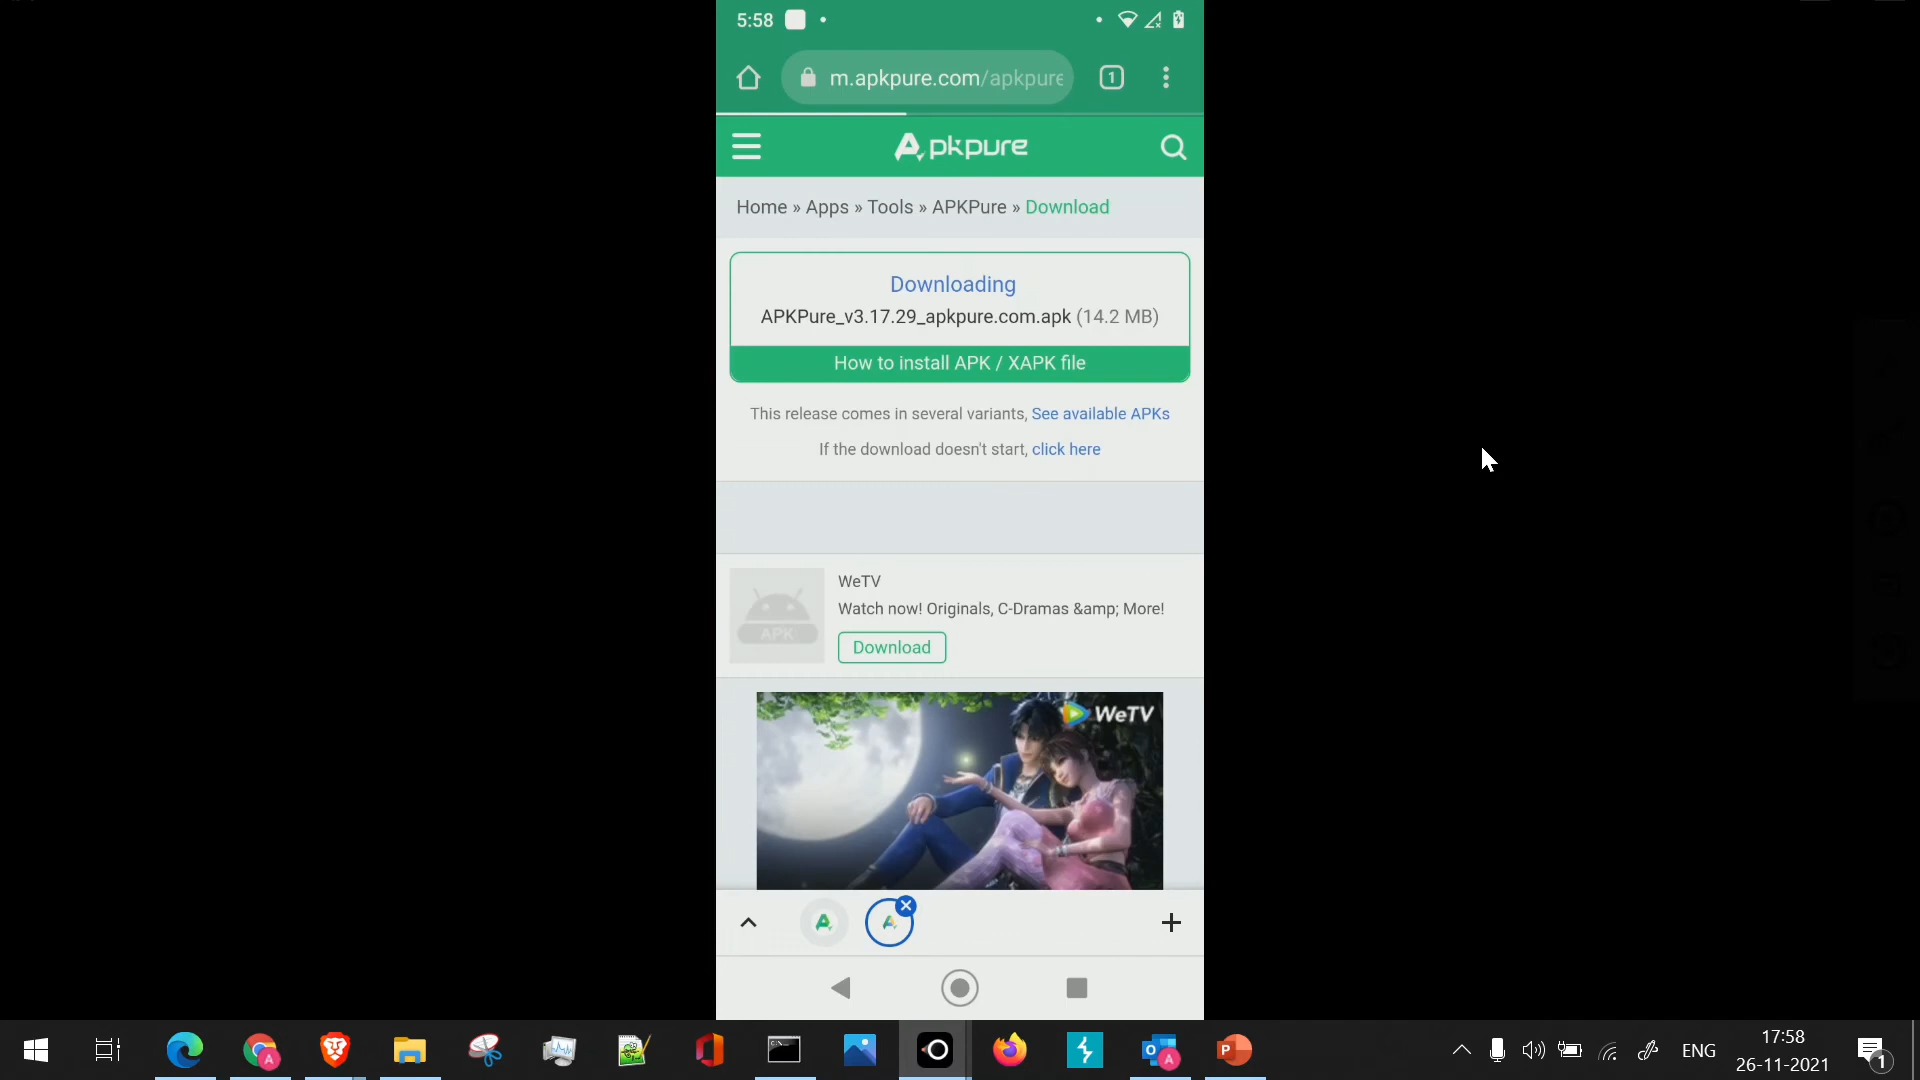 5:58
m.apkpure.com/apkpure
1
Apkpure
Home » Apps » Tools » APKPure » Download
Downloading
APKPure_v3.17.29_apkpure.com.apk (14.2 MB)
How to install APK / XAPK file
This release comes in several variants, See available APKs
If the download doesn't start, click here
WeTV
Watch now! Originals, C-Dramas &amp; More!
APK
Download
WeTV
ENG
17:58
26-11-2021
1